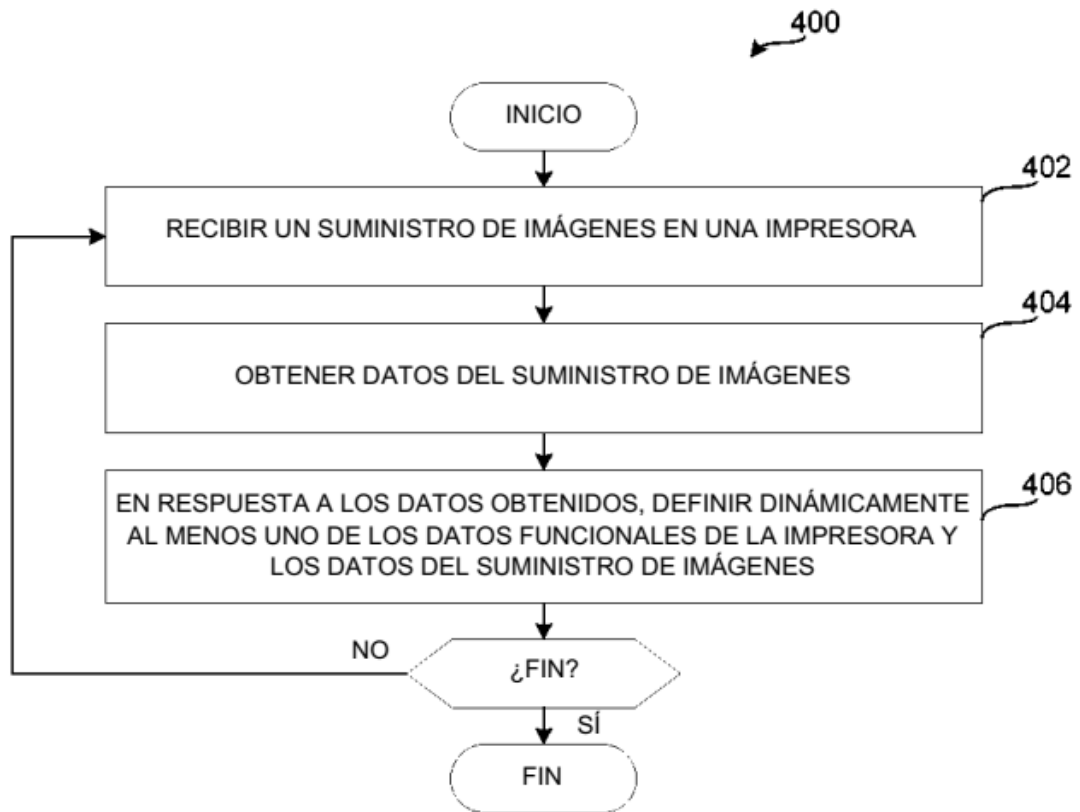 400
INICIO
402
RECIBIR UN SUMINISTRO DE IMÁGENES EN UNA IMPRESORA
404
OBTENER DATOS DEL SUMINISTRO DE IMÁGENES
406
EN RESPUESTA A LOS DATOS OBTENIDOS, DEFINIR DINÁMICAMENTE
AL MENOS UNO DE LOS DATOS FUNCIONALES DE LA IMPRESORA Y
LOS DATOS DEL SUMINISTRO DE IMÁGENES
NO
¿FIN?
SÍ
FIN